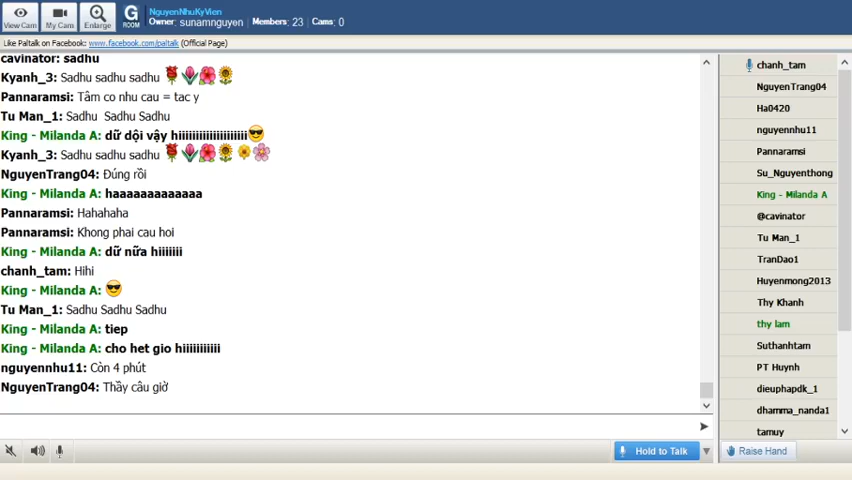 View Cam
My Cam
Enlarge
G
ROOM
NguyenNhuKyVien
Owner: sunamnguyen Members: 23 Cams: 0
Like Paltalk on Facebook: www.facebook.com/paltalk (Official Page)
cavinator: sadhu
Kyanh_3: Sadhu sadhu sadhu
Pannaramsi: Tâm co nhu cau = tac y
Tu Man_1: Sadhu Sadhu Sadhu
King - Milanda A: dữ dội vậy hiiiiiiiiiiiiiiiiiiiii
Kyanh_3: Sadhu sadhu sadhu
NguyenTrang04: Đúng rồi
King - Milanda A: haaaaaaaaaaaaa
Pannaramsi: Hahahaha
Pannaramsi: Khong phai cau hoi
King - Milanda A: dữ nữa hiiiiiii
chanh_tam: Hihi
King - Milanda A:
Tu Man_1: Sadhu Sadhu Sadhu
King - Milanda A: tiep
King - Milanda A: cho het gio hiiiiiiiiiii
nguyennhu11: Còn 4 phút
NguyenTrang04: Thầy câu giờ
Hold to Talk
chanh_tam
NguyenTrang04
Ha0420
nguyennhu11
Pannaramsi
Su_Nguyenthong
King - Milanda A
@cavinator
Tu Man_1
TranDao1
Huyenmong2013
Thy Khanh
thy lam
Suthanhtam
PT Huynh
dieuphapdk_1
dhamma_nanda1
tamuy
Raise Hand